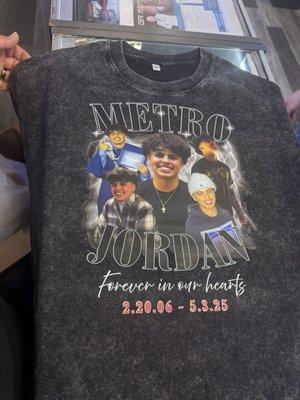 METRO
JORDAN
Forever in our hearts
2.20.06 - 5.3.25